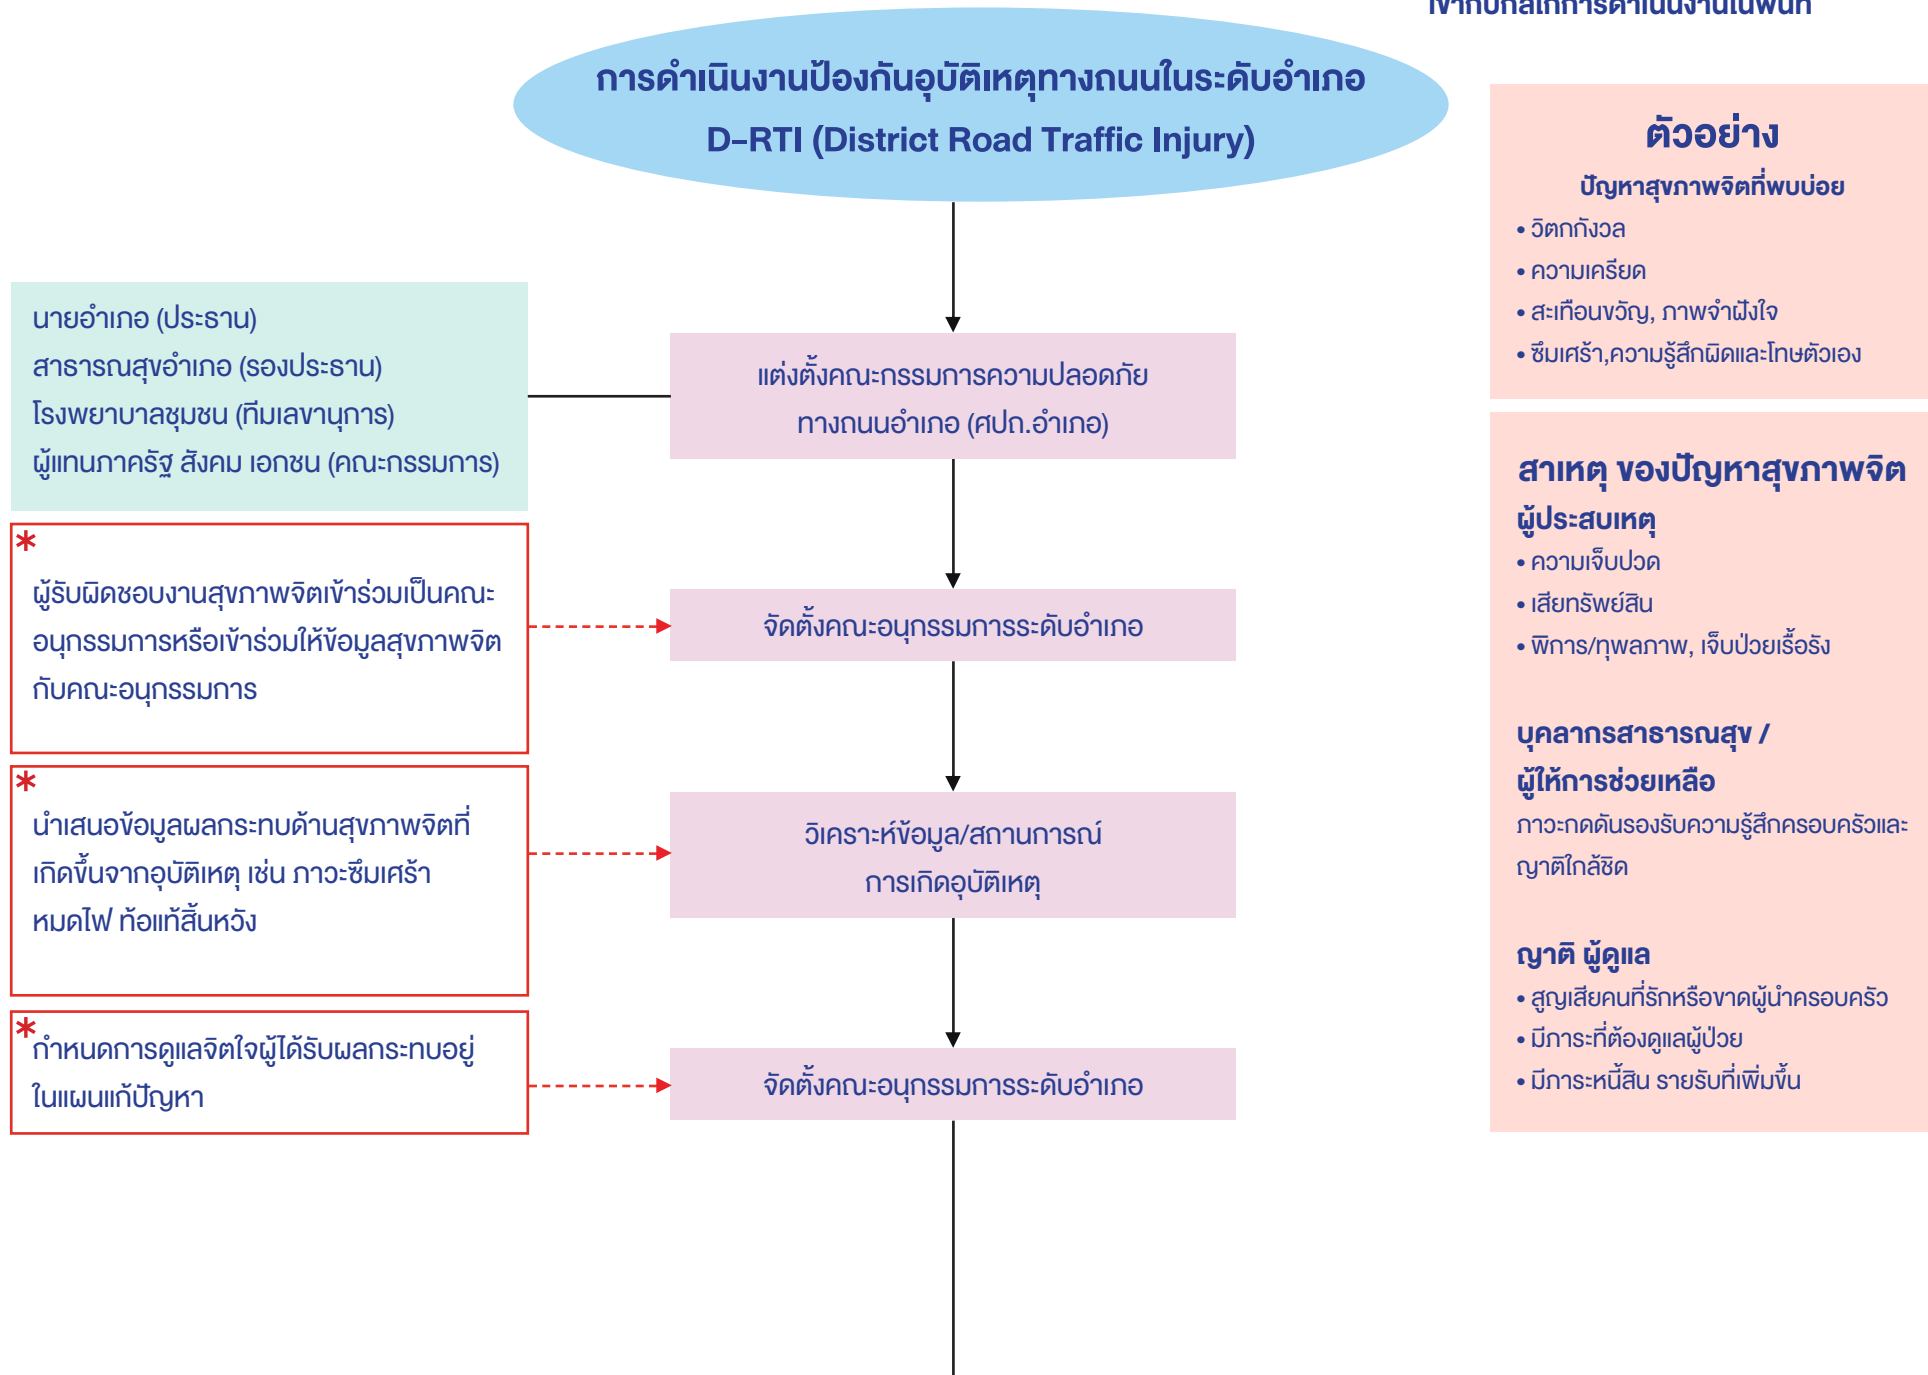 เข้ากับกลไกการดำเนินงานในพื้นที่
การดำเนินงานป้องกันอุบัติเหตุทางถนนในระดับอำเภอ
D-RTI (District Road Traffic Injury)
นายอำเภอ (ประธาน)
สาธารณสุขอำเภอ (รองประธาน)
โรงพยาบาลชุมชน (ทีมเลขานุการ)
ผู้แทนภาครัฐ สังคม เอกชน (คณะกรรมการ)
แต่งตั้งคณะกรรมการความปลอดภัย
ทางถนนอำเภอ (ศปถ.อำเภอ)
*
ผู้รับผิดชอบงานสุขภาพจิตเข้าร่วมเป็นคณะ
อนุกรรมการหรือเข้าร่วมให้ข้อมูลสุขภาพจิต
กับคณะอนุกรรมการ
จัดตั้งคณะอนุกรรมการระดับอำเภอ
*
นำเสนอข้อมูลผลกระทบด้านสุขภาพจิตที่
เกิดขึ้นจากอุบัติเหตุ เช่น ภาวะซึมเศร้า
หมดไฟ ท้อแท้สิ้นหวัง
วิเคราะห์ข้อมูล/สถานการณ์
การเกิดอุบัติเหตุ
*
กำหนดการดูแลจิตใจผู้ได้รับผลกระทบอยู่
ในแผนแก้ปัญหา
จัดตั้งคณะอนุกรรมการระดับอำเภอ
ตัวอย่าง
ปัญหาสุขภาพจิตที่พบบ่อย
• วิตกกังวล
• ความเครียด
• สะเทือนขวัญ, ภาพจำฝังใจ
• ซึมเศร้า,ความรู้สึกผิดและโทษตัวเอง
สาเหตุ ของปัญหาสุขภาพจิต
ผู้ประสบเหตุ
• ความเจ็บปวด
• เสียทรัพย์สิน
• พิการ/ทุพลภาพ, เจ็บป่วยเรื้อรัง
บุคลากรสาธารณสุข /
ผู้ให้การช่วยเหลือ
ภาวะกดดันรองรับความรู้สึกครอบครัวและ
ญาติใกล้ชิด
ญาติ ผู้ดูแล
• สูญเสียคนที่รักหรือขาดผู้นำครอบครัว
• มีภาระที่ต้องดูแลผู้ป่วย
• มีภาระหนี้สิน รายรับที่เพิ่มขึ้น